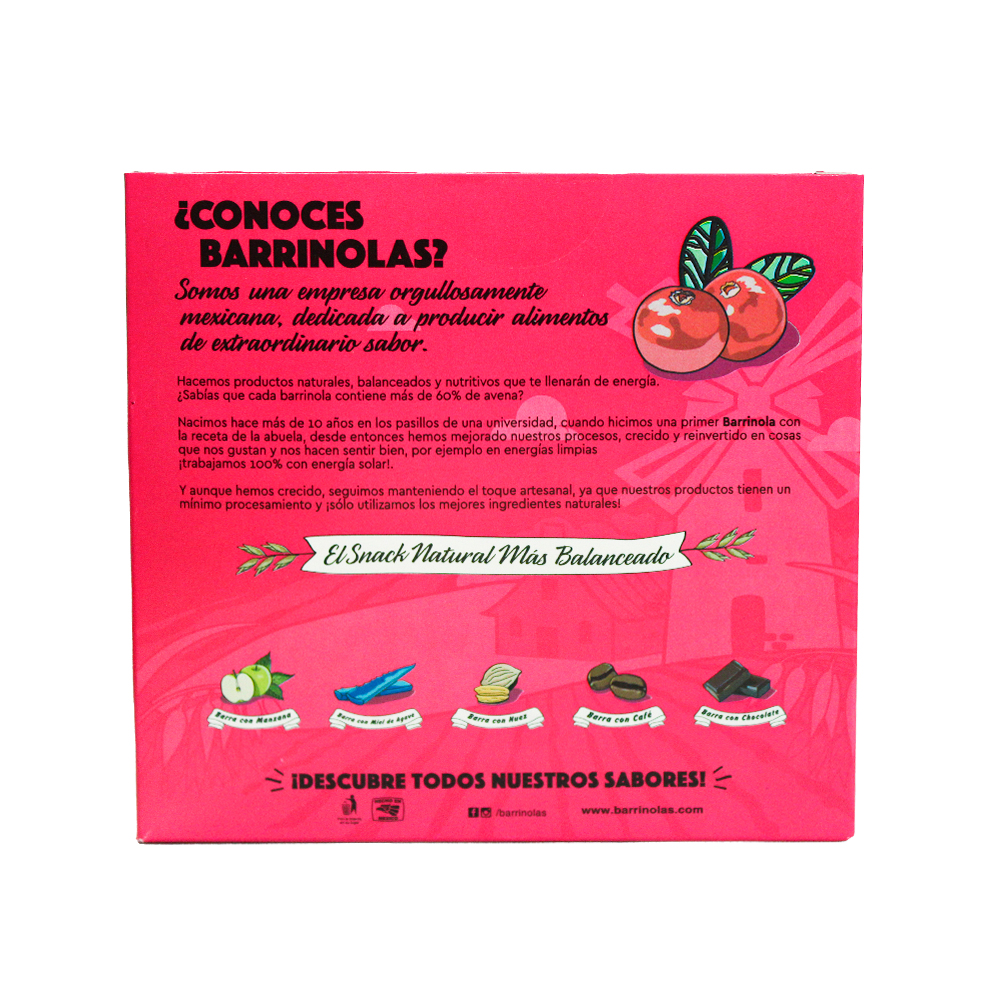 ¿CONOCES
BARRINOLAS?
Somos una empresa orgullosamente
mexicana, dedicada a producir alimentos
de extraordinario sabor.
Hacemos productos naturales, balanceados y nutritivos que te llenarán de energía.
¿Sabías que cada barrinola contiene más de 60% de avena?
Nacimos hace más de 10 años en los pasillos de una universidad, cuando hicimos una primer Barrinola con
la receta de la abuela, desde entonces hemos mejorado nuestros procesos, crecido y reinvertido en cosas
que nos gustan y nos hacen sentir bien, por ejemplo en energías limpias
¡trabajamos 100% con energía solar!.
Y aunque hemos crecido, seguimos manteniendo el toque artesanal, ya que nuestros productos tienen un
mínimo procesamiento y ¡sólo utilizamos los mejores ingredientes naturales!
El Snack Natural Más Balanceado
Barra con Manzana
Barra con Miel de Agave
Barra con Nuez
Barra con Café
Barra con Chocolate
¡DESCUBRE TODOS NUESTROS SABORES!
HECHO EN
MÉXICO
/barrinolas
www.barrinolas.com